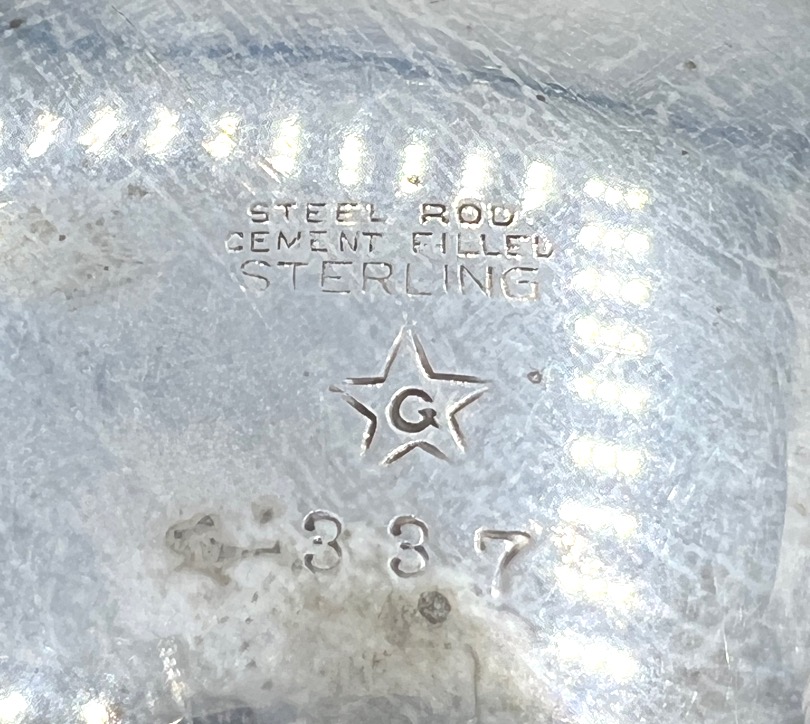 STEEL ROD
CEMENT FILLED
STERLING
G
337